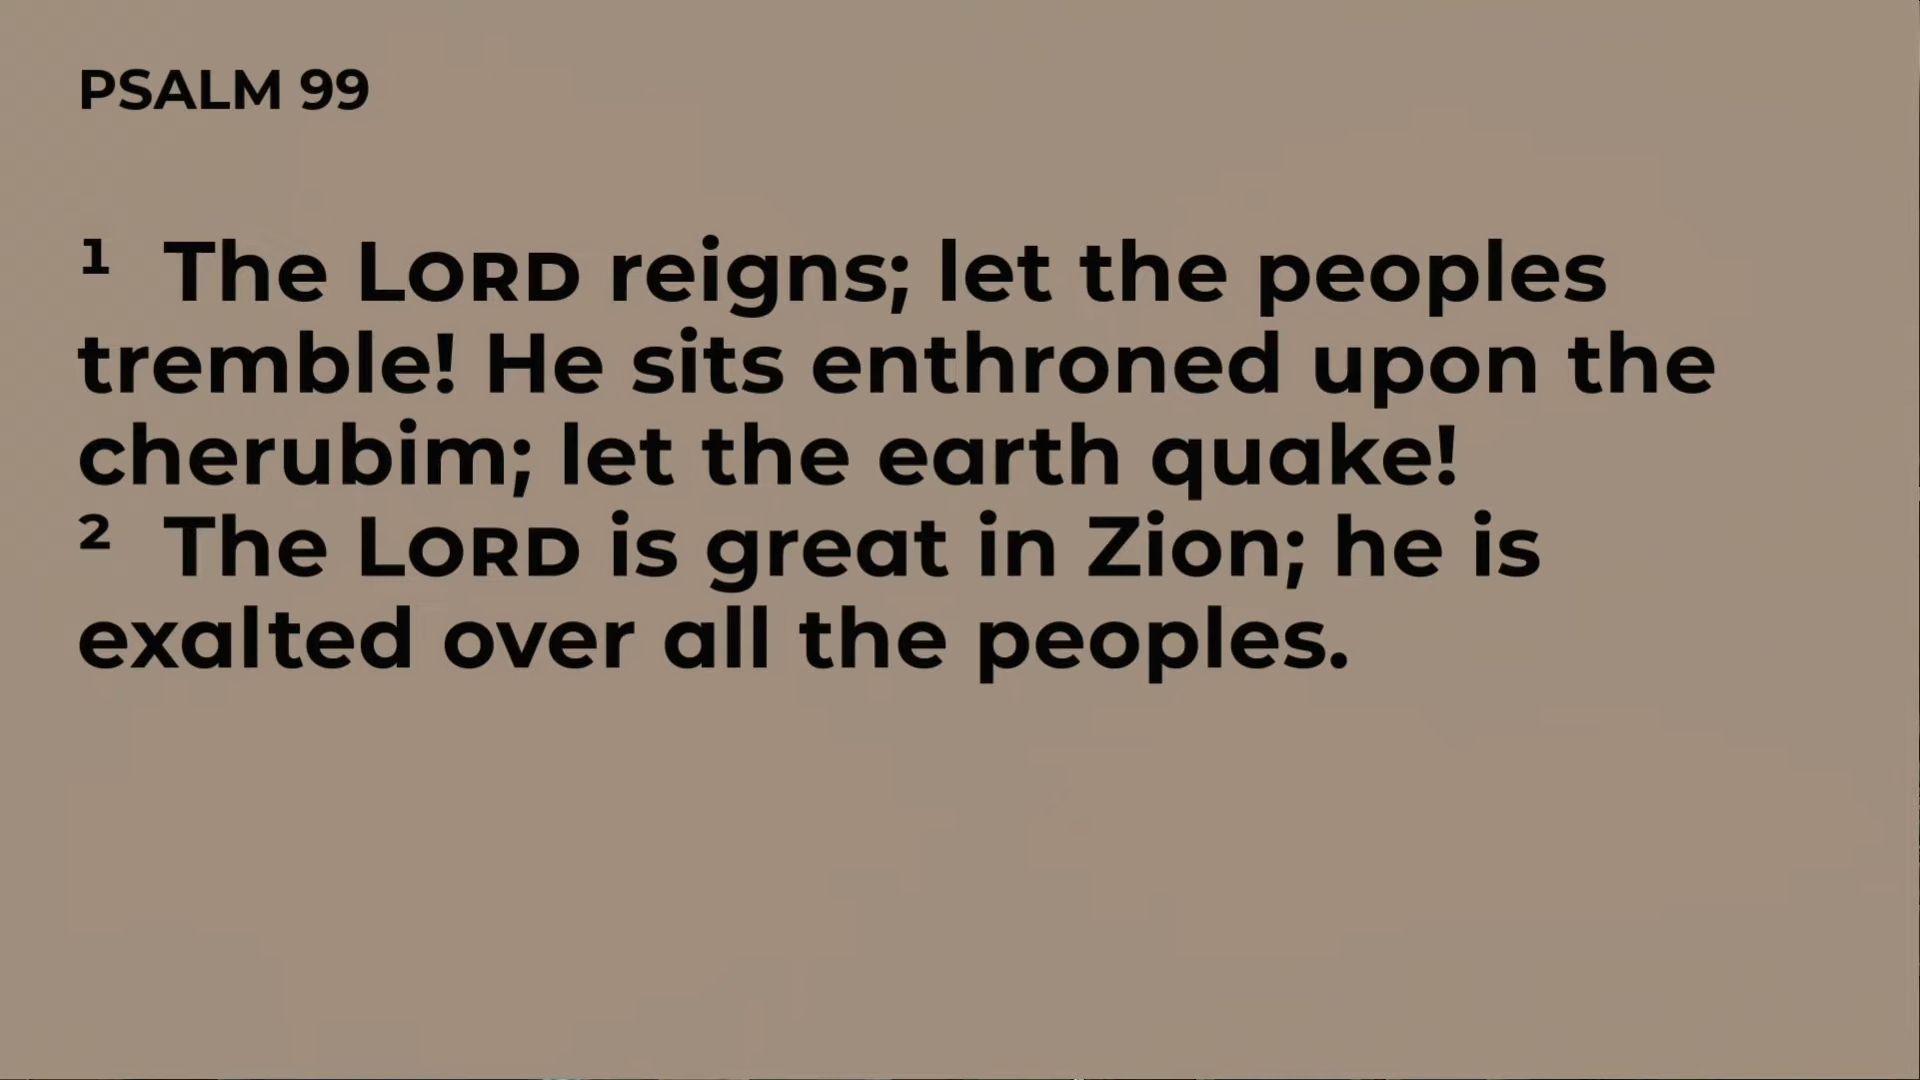 PSALM 99
¹ The LORD reigns; let the peoples
tremble! He sits enthroned upon the
cherubim; let the earth quake!
² The LORD is great in Zion; he is
exalted over all the peoples.